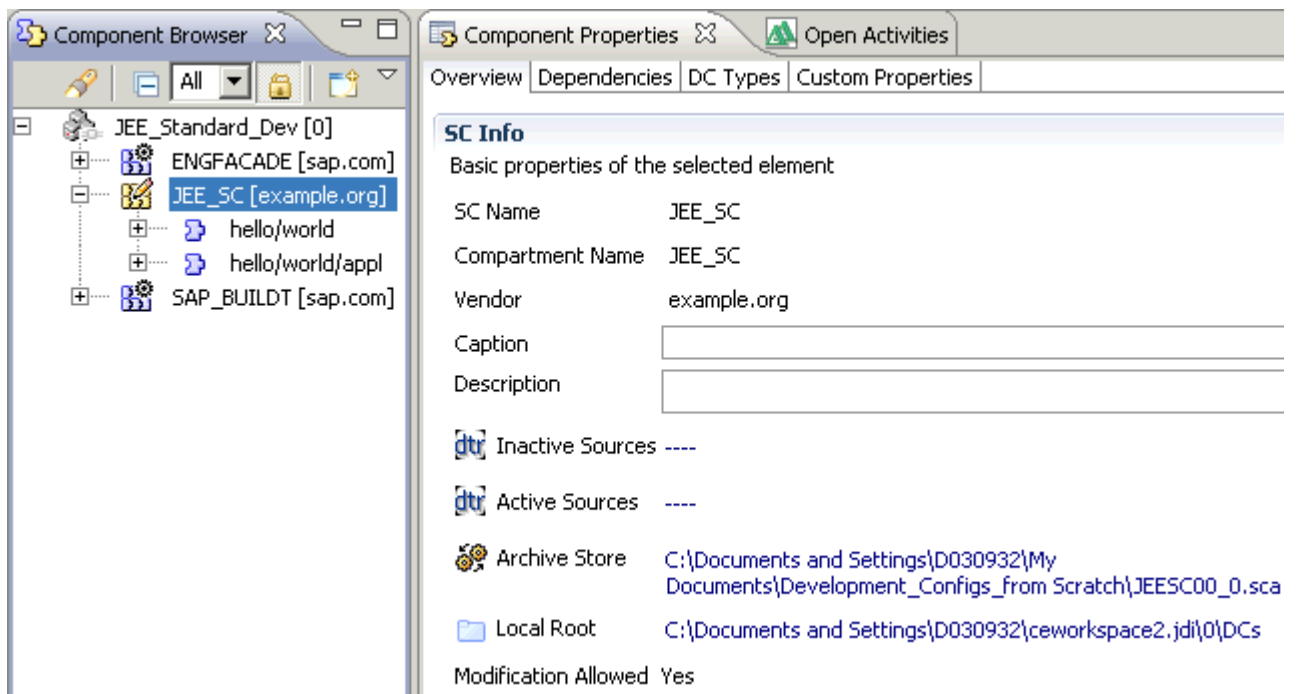 Component Browser
All
JEE_Standard_Dev [0]
ENGFACADE [sap.com]
JEE_SC [example.org]
hello/world
hello/world/appl
SAP_BUILDT [sap.com]
Component Properties Open Activities
Overview Dependencies DC Types Custom Properties
SC Info
Basic properties of the selected element
SC Name JEE_SC
Compartment Name JEE_SC
Vendor example.org
Caption
Description
dtr Inactive Sources ----
dtr Active Sources ----
Archive Store C:\Documents and Settings\D030932\My
Documents\Development_Configs_from Scratch\JEESC00_0.sca
Local Root C:\Documents and Settings\D030932\ceworkspace2.jdi\0\DCs
Modification Allowed Yes